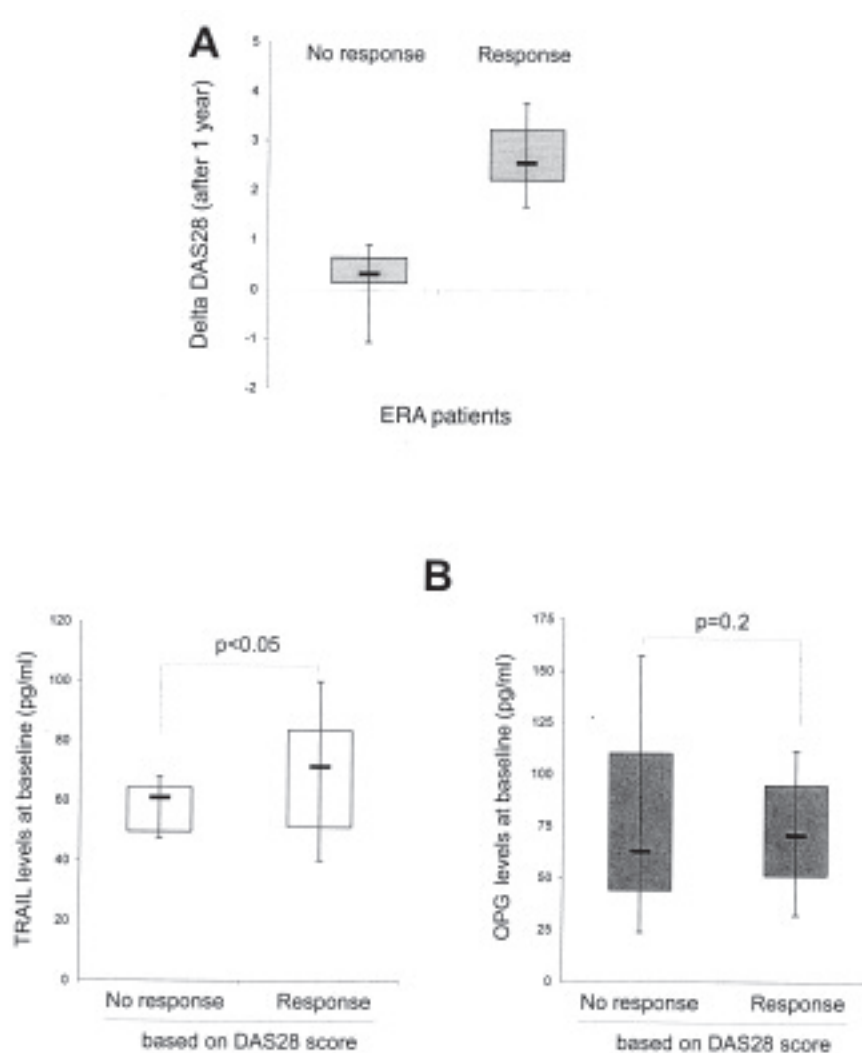 A
No response Response
Delta DAS28 (after 1 year)
5
4
3
2
1
0
-1
-2
ERA patients
B
TRAIL levels at baseline (pg/ml)
120
100
80
60
40
20
0
p<0.05
No response Response
based on DAS28 score
OPG levels at baseline (pg/ml)
175
150
125
100
75
50
25
0
p=0.2
No response Response
based on DAS28 score